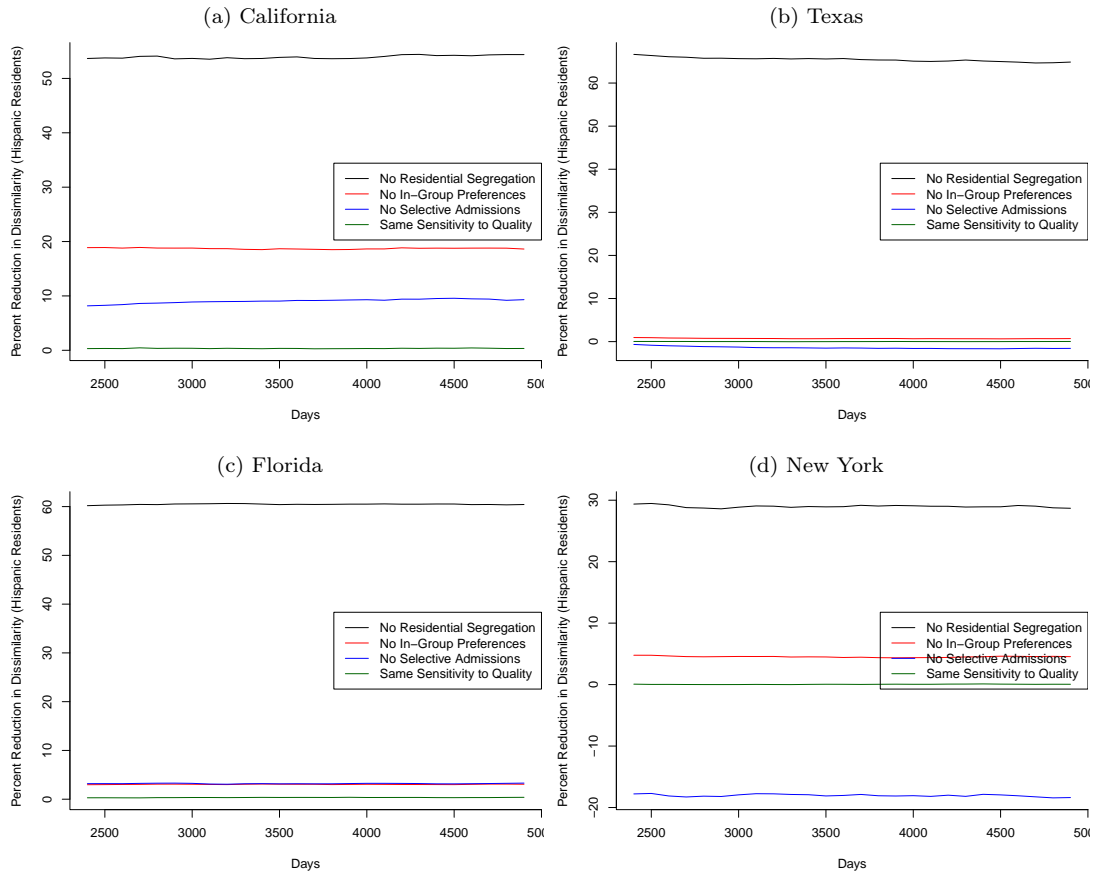 (a) California
Percent Reduction in Dissimilarity (Hispanic Residents)
50
40
30
20
10
0
No Residential Segregation
No In−Group Preferences
No Selective Admissions
Same Sensitivity to Quality
2500 3000 3500 4000 4500 500
Days
(b) Texas
Percent Reduction in Dissimilarity (Hispanic Residents)
60
50
40
30
20
10
0
No Residential Segregation
No In−Group Preferences
No Selective Admissions
Same Sensitivity to Quality
2500 3000 3500 4000 4500 500
Days
(c) Florida
Percent Reduction in Dissimilarity (Hispanic Residents)
60
50
40
30
20
10
0
No Residential Segregation
No In−Group Preferences
No Selective Admissions
Same Sensitivity to Quality
2500 3000 3500 4000 4500 500
Days
(d) New York
Percent Reduction in Dissimilarity (Hispanic Residents)
30
20
10
0
−10
−20
No Residential Segregation
No In−Group Preferences
No Selective Admissions
Same Sensitivity to Quality
2500 3000 3500 4000 4500 500
Days